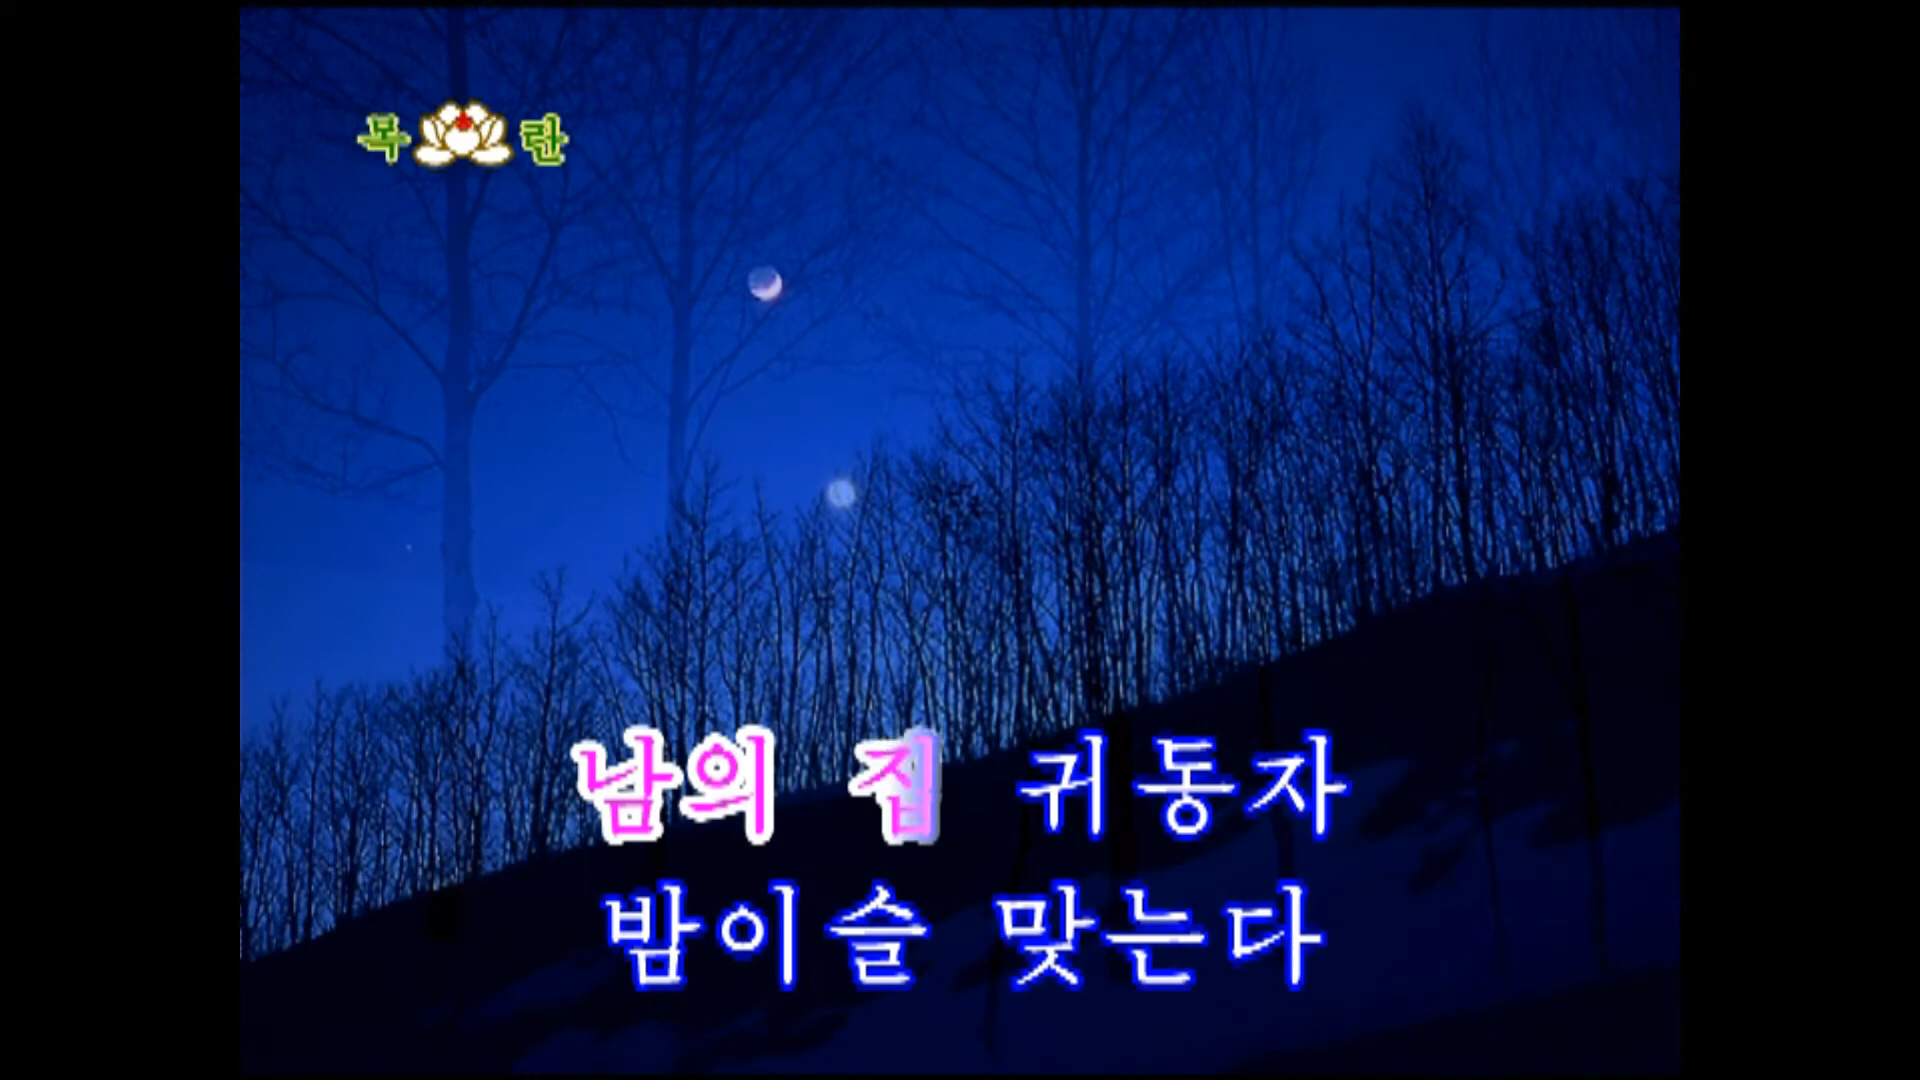 목란
남의 집 귀동자
밤이슬 맞는다